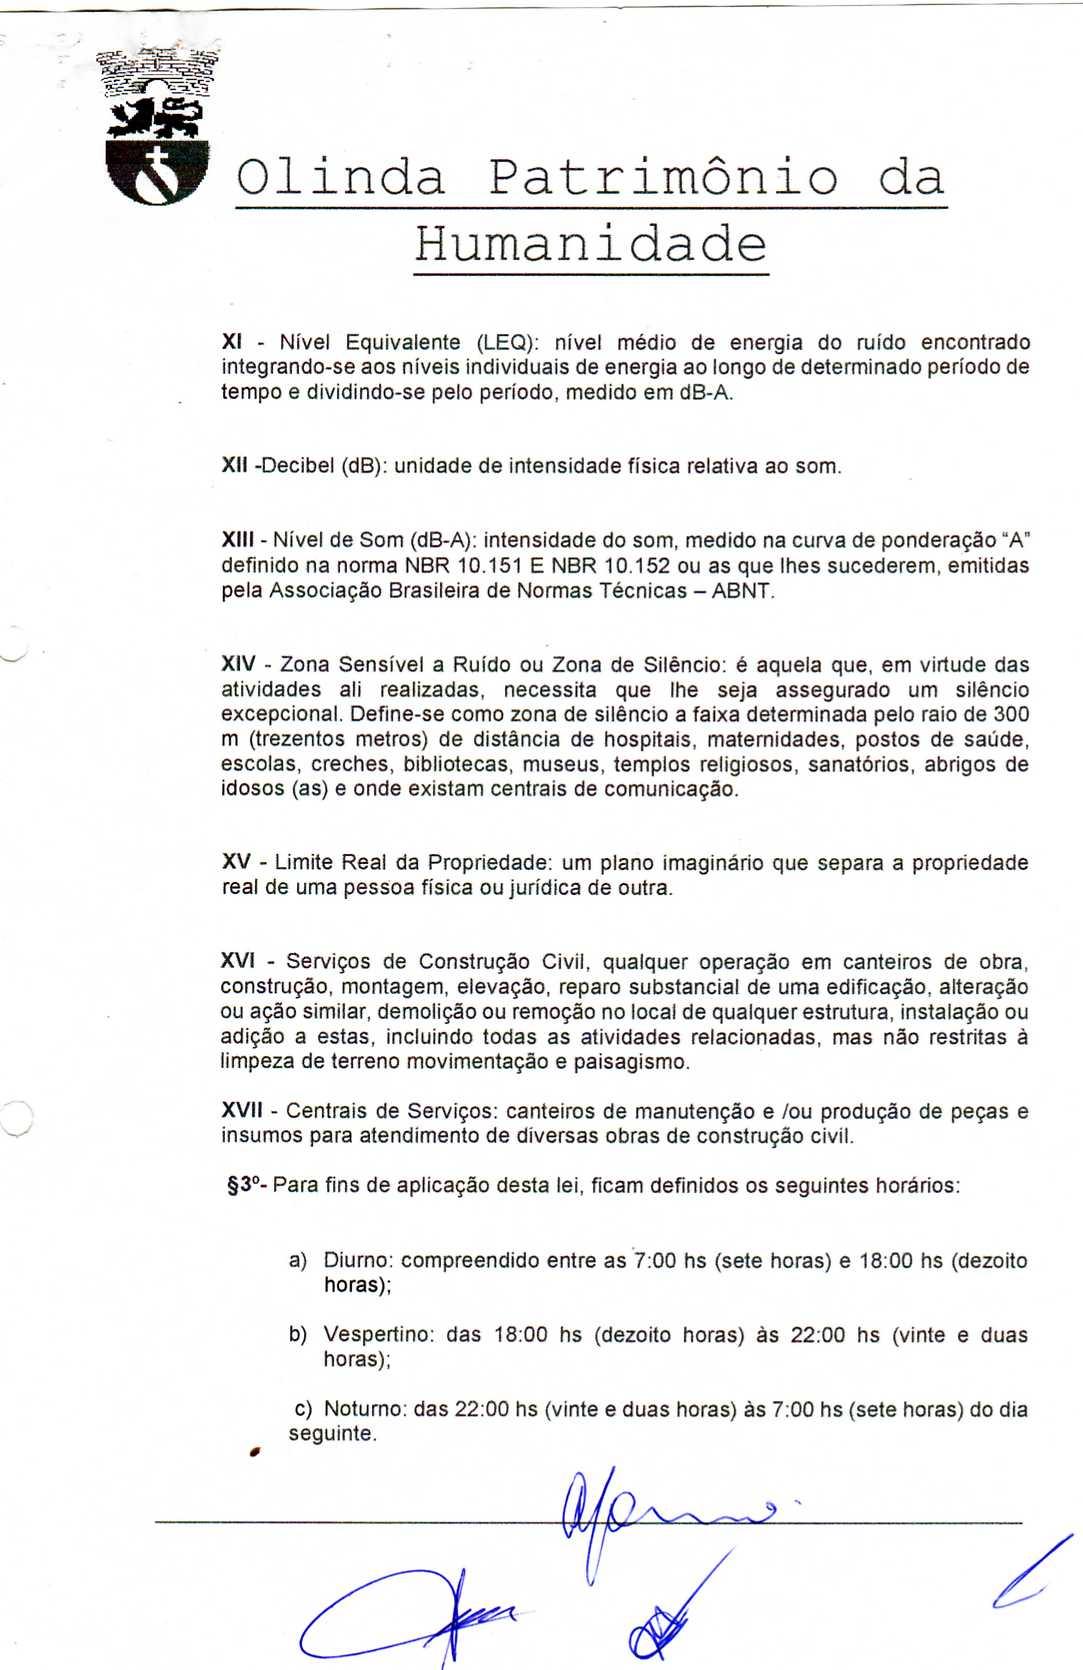 Olinda Patrimônio da
Humanidade
XI - Nível Equivalente (LEQ): nível médio de energia do ruído encontrado
integrando-se aos níveis individuais de energia ao longo de determinado período de
tempo e dividindo-se pelo período, medido em dB-A.
XII -Decibel (dB): unidade de intensidade física relativa ao som.
XIII - Nível de Som (dB-A): intensidade do som, medido na curva de ponderação “A”
definido na norma NBR 10.151 E NBR 10.152 ou as que lhes sucederem, emitidas
pela Associação Brasileira de Normas Técnicas – ABNT.
XIV - Zona Sensível a Ruído ou Zona de Silêncio: é aquela que, em virtude das
atividades ali realizadas, necessita que lhe seja assegurado um silêncio
excepcional. Define-se como zona de silêncio a faixa determinada pelo raio de 300
m (trezentos metros) de distância de hospitais, maternidades, postos de saúde,
escolas, creches, bibliotecas, museus, templos religiosos, sanatórios, abrigos de
idosos (as) e onde existam centrais de comunicação.
XV - Limite Real da Propriedade: um plano imaginário que separa a propriedade
real de uma pessoa física ou jurídica de outra.
XVI - Serviços de Construção Civil, qualquer operação em canteiros de obra,
construção, montagem, elevação, reparo substancial de uma edificação, alteração
ou ação similar, demolição ou remoção no local de qualquer estrutura, instalação ou
adição a estas, incluindo todas as atividades relacionadas, mas não restritas à
limpeza de terreno movimentação e paisagismo.
XVII - Centrais de Serviços: canteiros de manutenção e /ou produção de peças e
insumos para atendimento de diversas obras de construção civil.
§3º- Para fins de aplicação desta lei, ficam definidos os seguintes horários:
a) Diurno: compreendido entre as 7:00 hs (sete horas) e 18:00 hs (dezoito
horas);
b) Vespertino: das 18:00 hs (dezoito horas) às 22:00 hs (vinte e duas
horas);
c) Noturno: das 22:00 hs (vinte e duas horas) às 7:00 hs (sete horas) do dia
seguinte.